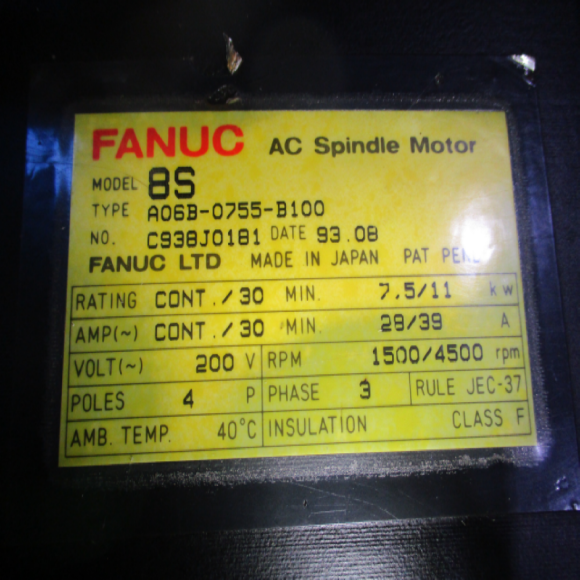 FANUC AC Spindle Motor
MODEL 8S
TYPE A06B-0755-B100
NO. C938J0181 DATE 93.08
FANUC LTD MADE IN JAPAN PAT PEND
RATING CONT./30 MIN. 7.5/11 kw
AMP(~) CONT./30 MIN. 29/39 A
VOLT(~) 200 V RPM 1500/4500 rpm
POLES 4 P PHASE 3 RULE JEC-37
AMB. TEMP. 40°C INSULATION CLASS F